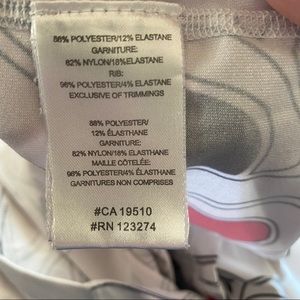 88% POLYESTER/12% ELASTANE
GARNITURE:
82% NYLON/18%ELASTANE
RIB:
96% POLYESTER/4% ELASTANE
EXCLUSIVE OF TRIMMINGS
88% POLYESTER/
12% ÉLASTHANE
GARNITURE:
82% NYLON/18% ELASTHANE
MAILLE CÔTELÉE:
96% POLYESTER/4% ÉLASTHANE
GARNITURES NON COMPRISES
#CA 19510
#RN 123274